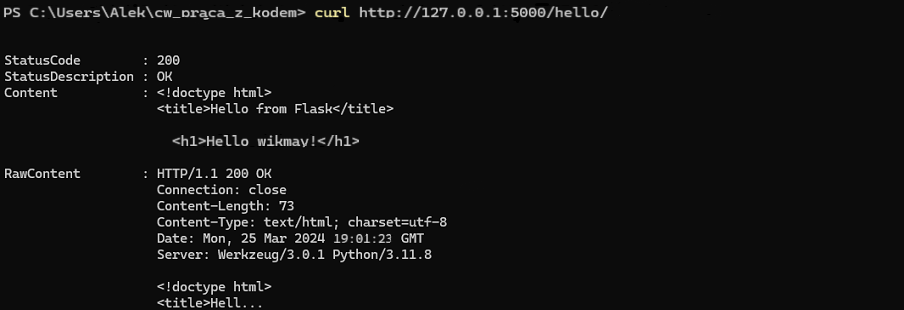 PS C:\Users\Alek\cw_praca_z_kodem> curl http://127.0.0.1:5000/hello/
StatusCode : 200
StatusDescription : OK
Content : <!doctype html>
<title>Hello from Flask</title>
<h1>Hello wikmay!</h1>
RawContent : HTTP/1.1 200 OK
Connection: close
Content-Length: 73
Content-Type: text/html; charset=utf-8
Date: Mon, 25 Mar 2024 19:01:23 GMT
Server: Werkzeug/3.0.1 Python/3.11.8
<!doctype html>
<title>Hell...